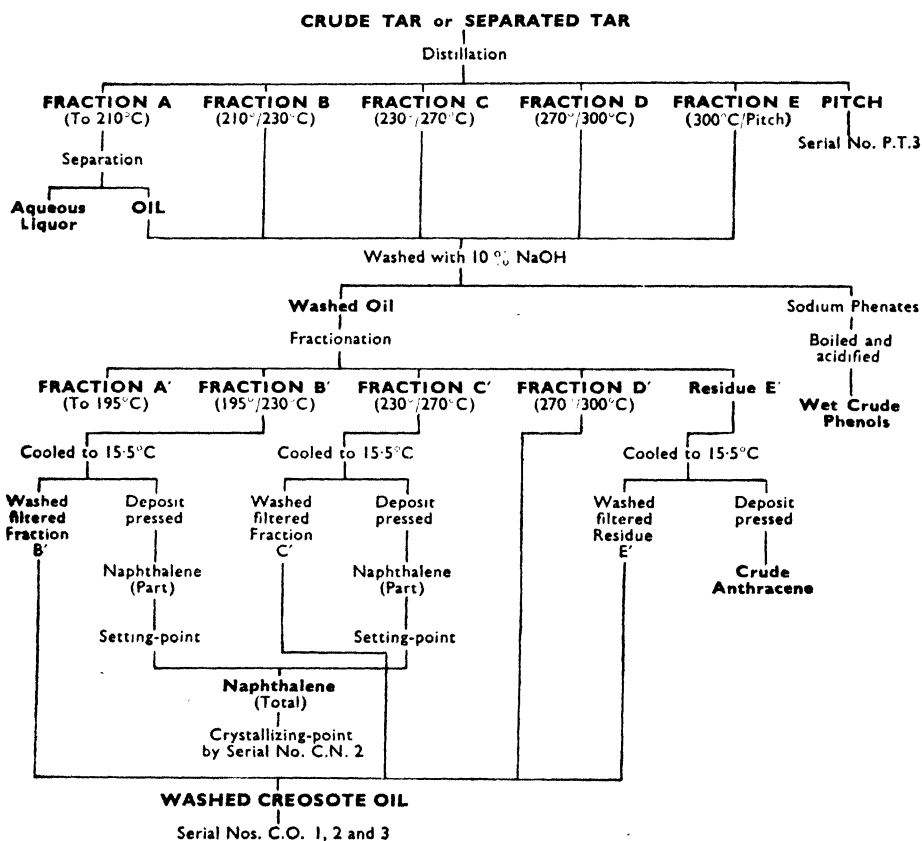 CRUDE TAR or SEPARATED TAR
Distillation
FRACTION A
(To 210°C)
FRACTION B
(210°/230°C)
FRACTION C
(230°/270°C)
FRACTION D
(270°/300°C)
FRACTION E
(300°C/Pitch)
PITCH
Serial No. P.T.3
Separation
Aqueous
Liquor
OIL
Washed with 10% NaOH
Washed Oil
Fractionation
Sodium Phenates
Boiled and
acidified
Wet Crude
Phenols
FRACTION A′
(To 195°C)
FRACTION B′
(195°/230°C)
FRACTION C′
(230°/270°C)
FRACTION D′
(270°/300°C)
Residue E′
Cooled to 15·5°C
Cooled to 15·5°C
Cooled to 15·5°C
Washed
filtered
Fraction
B′
Deposit
pressed
Naphthalene
(Part)
Setting-point
Washed
filtered
Fraction
C′
Deposit
pressed
Naphthalene
(Part)
Setting-point
Washed
filtered
Residue
E′
Deposit
pressed
Crude
Anthracene
Naphthalene
(Total)
Crystallizing-point
by Serial No. C.N. 2
WASHED CREOSOTE OIL
Serial Nos. C.O. 1, 2 and 3